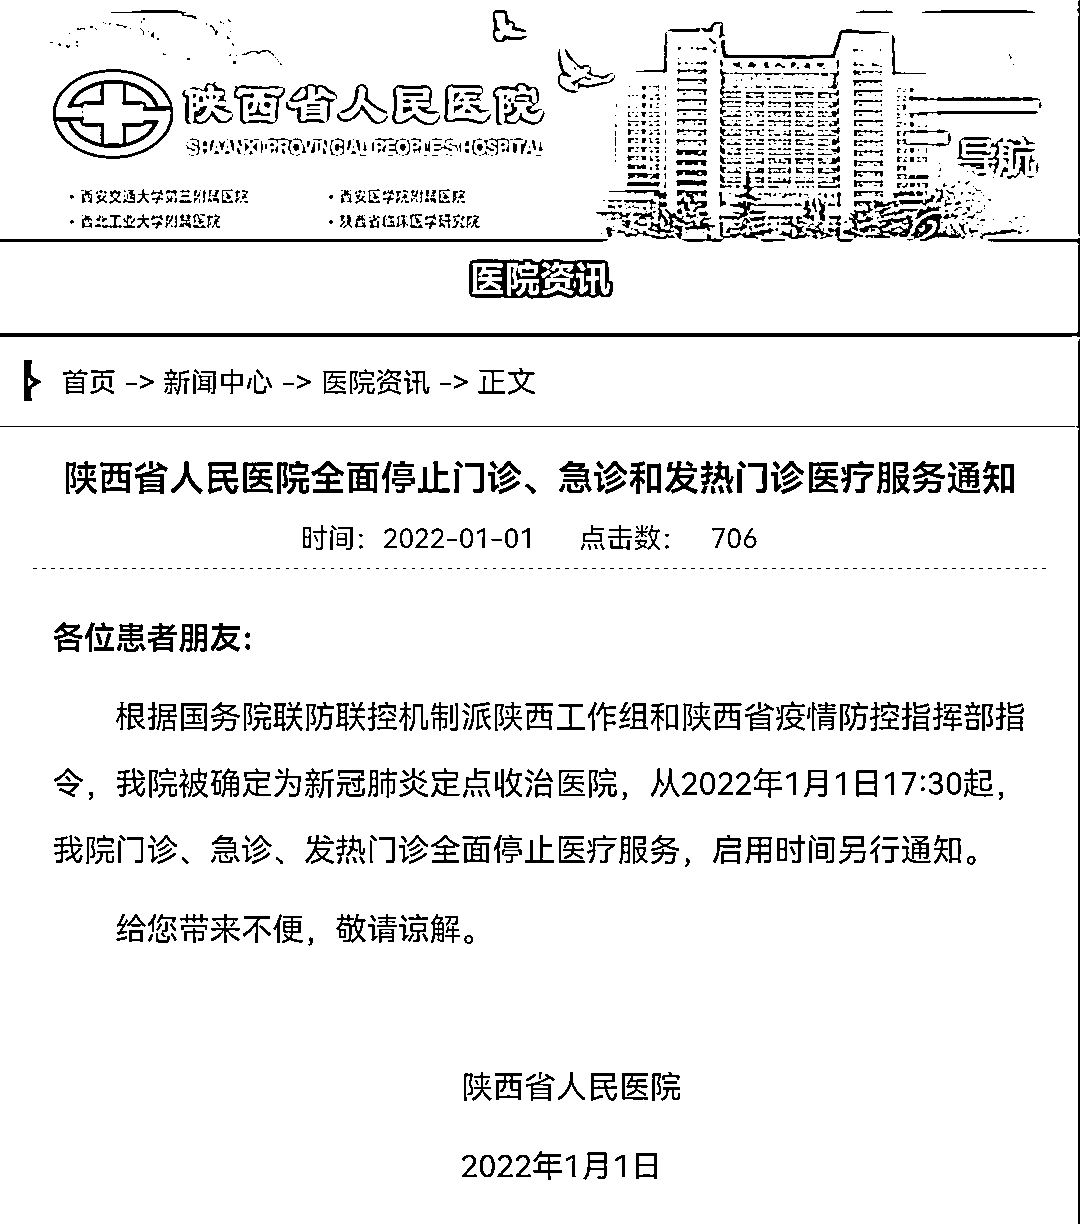 陕西省人民医院
SHAANXI PROVINCIAL PEOPLE'S HOSPITAL
导航
· 西安交通大学第三附属医院 · 西安医学院附属医院
· 西北工业大学附属医院 · 陕西省临床医学研究院
医院资讯
首页 -> 新闻中心 -> 医院资讯 -> 正文
陕西省人民医院全面停止门诊、急诊和发热门诊医疗服务通知
时间：2022-01-01 点击数： 706
各位患者朋友：
根据国务院联防联控机制派陕西工作组和陕西省疫情防控指挥部指
令，我院被确定为新冠肺炎定点收治医院，从2022年1月1日17:30起，
我院门诊、急诊、发热门诊全面停止医疗服务，启用时间另行通知。
给您带来不便，敬请谅解。
陕西省人民医院
2022年1月1日